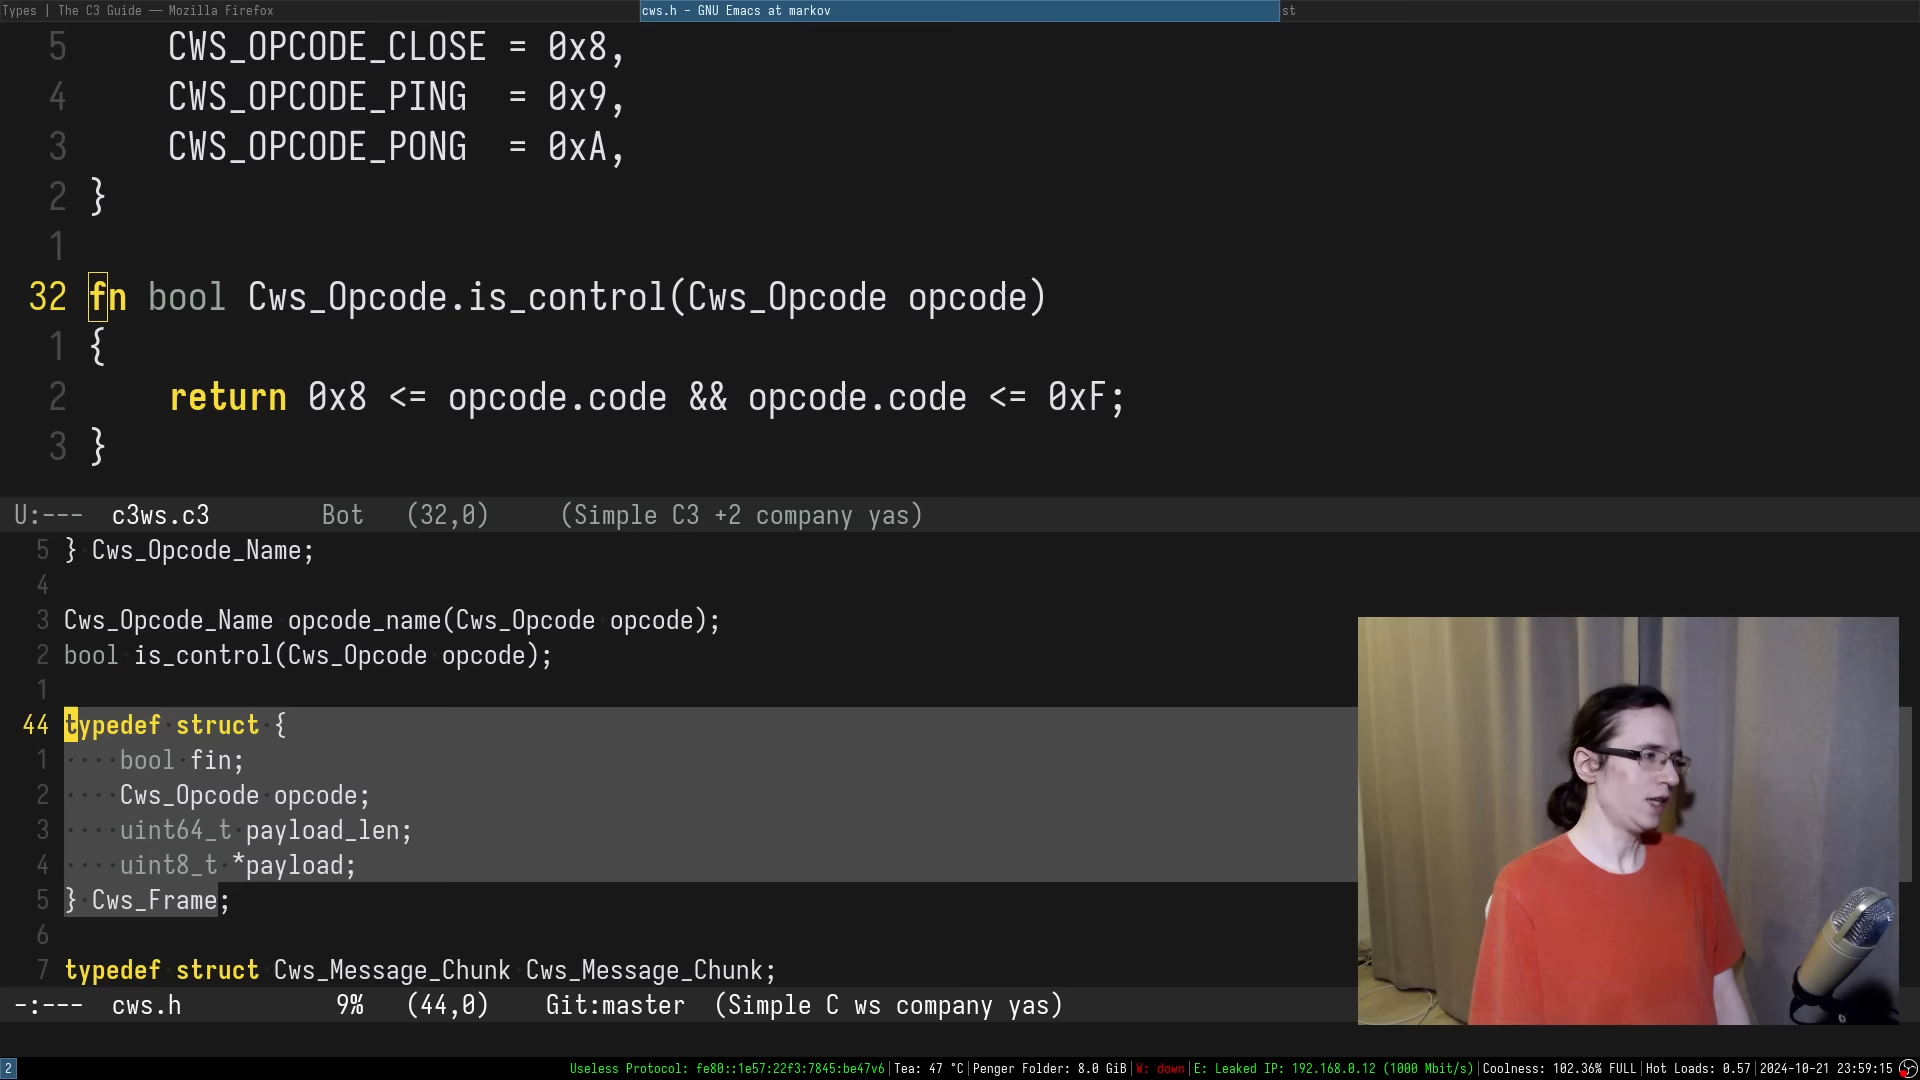 Types | The C3 Guide —— Mozilla Firefox
cws.h - GNU Emacs at markov
st
5 CWS_OPCODE_CLOSE = 0x8,
4 CWS_OPCODE_PING  = 0x9,
3 CWS_OPCODE_PONG  = 0xA,
2 }
1
32 fn bool Cws_Opcode.is_control(Cws_Opcode opcode)
1 {
2 return 0x8 <= opcode.code && opcode.code <= 0xF;
3 }
U:--- c3ws.c3 Bot (32,0) (Simple C3 +2 company yas)
5 } Cws_Opcode_Name;
4
3 Cws_Opcode_Name opcode_name(Cws_Opcode opcode);
2 bool is_control(Cws_Opcode opcode);
1
44 typedef struct {
1 ····bool·fin;
2 ····Cws_Opcode opcode;
3 ····uint64_t·payload_len;
4 ····uint8_t *payload;
5 } Cws_Frame;
6
7 typedef struct Cws_Message_Chunk Cws_Message_Chunk;
-:--- cws.h 9% (44,0) Git:master (Simple C ws company yas)
2
Useless Protocol: fe80::1e57:22f3:7845:be47v6|Tea: 47 °C|Penger Folder: 8.0 GiB|W: down|E: Leaked IP: 192.168.0.12 (1000 Mbit/s)|Coolness: 102.36% FULL|Hot Loads: 0.57|2024-10-21 23:59:15